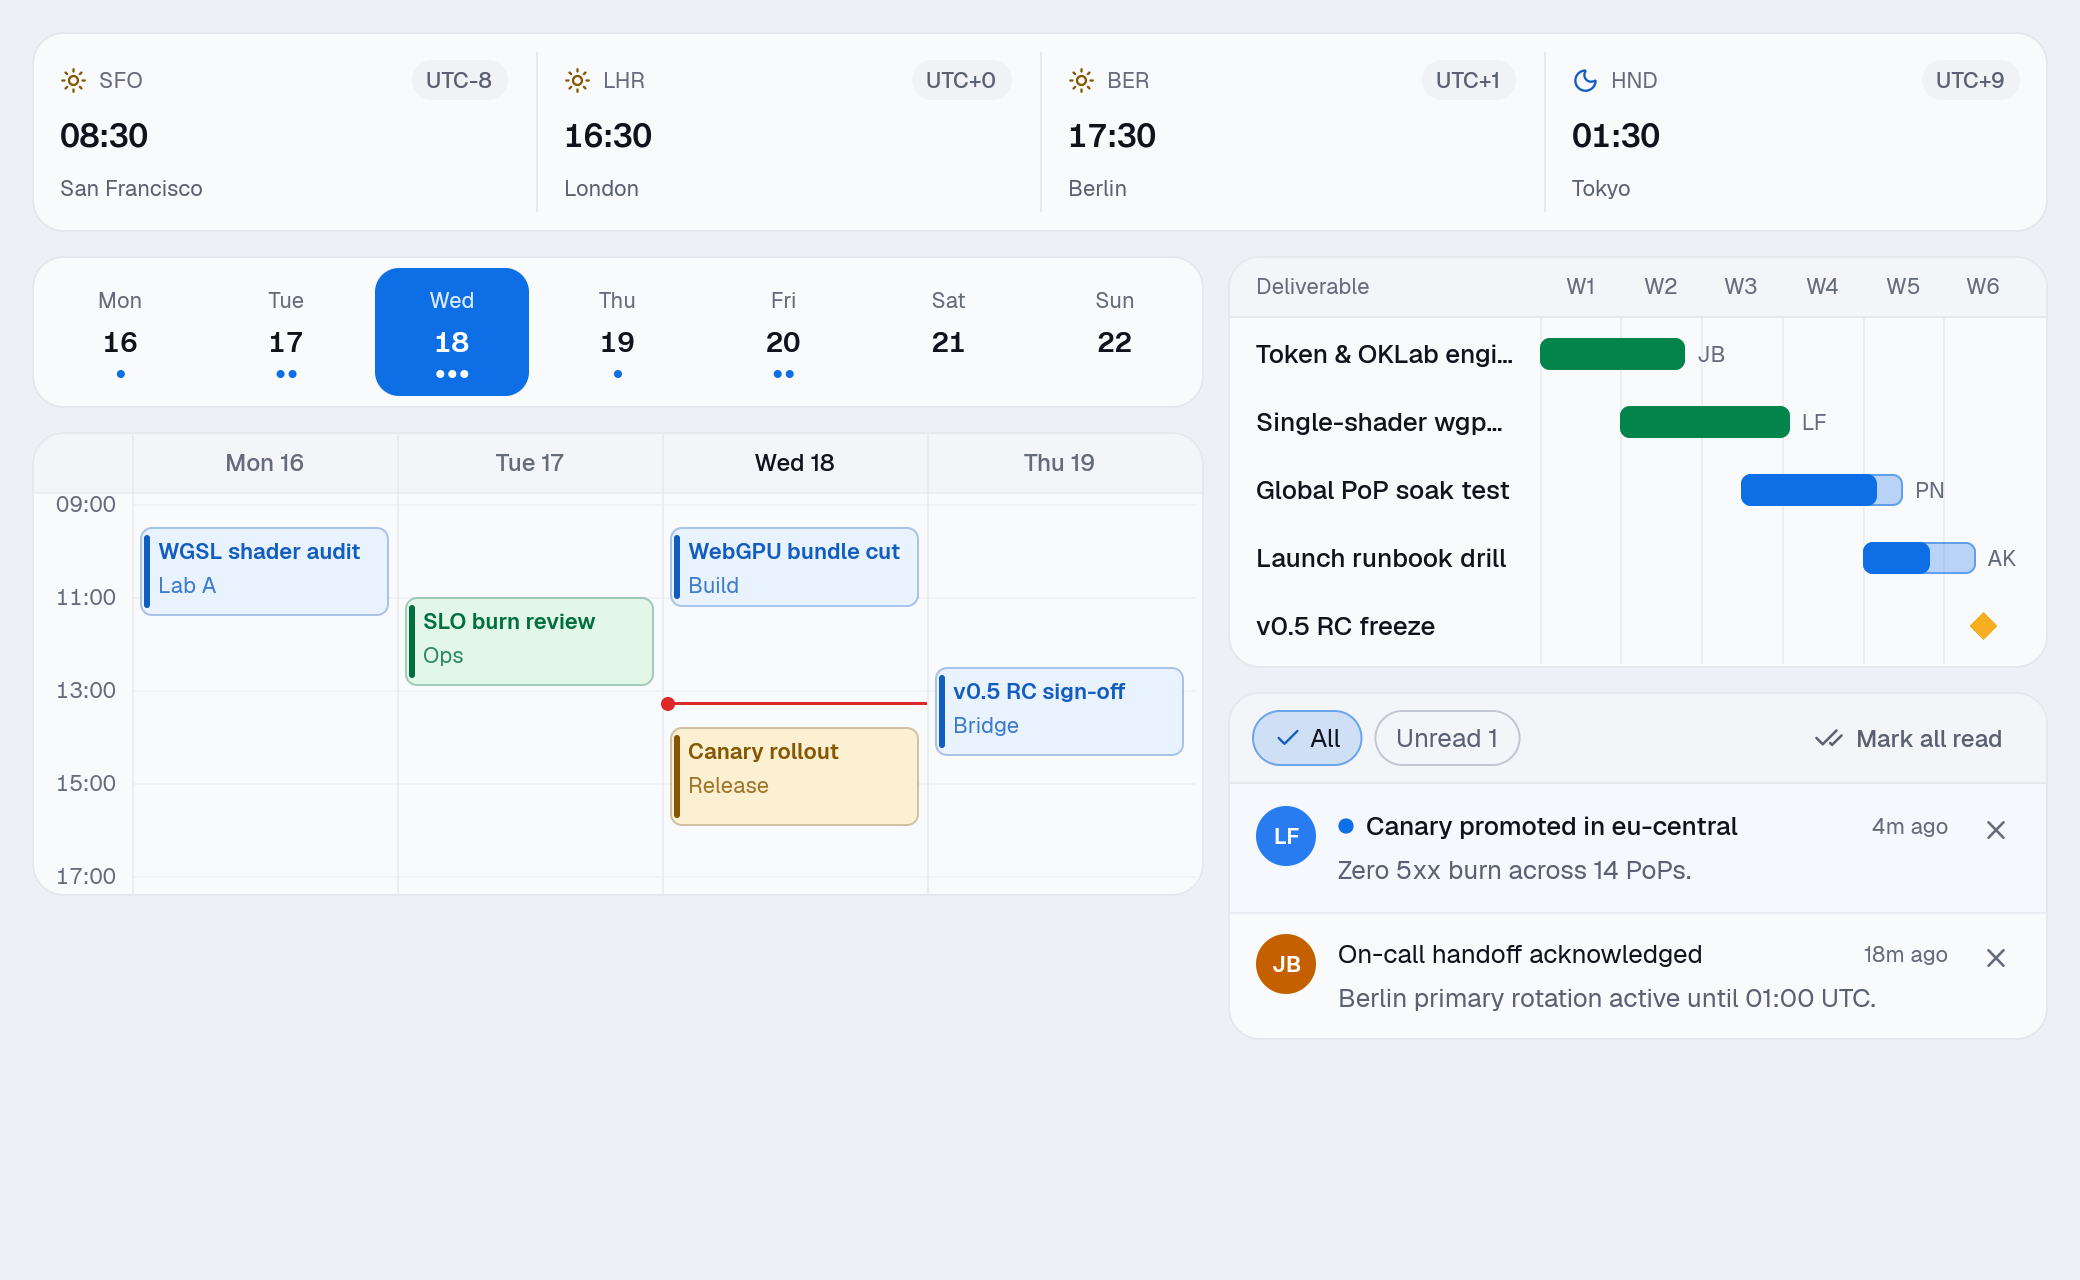 SFO UTC-8
08:30
San Francisco
LHR UTC+0
16:30
London
BER UTC+1
17:30
Berlin
HND UTC+9
01:30
Tokyo
Mon Tue Wed Thu Fri Sat Sun
16 17 18 19 20 21 22
Mon 16 Tue 17 Wed 18 Thu 19
09:00
11:00
13:00
15:00
17:00
WGSL shader audit
Lab A
SLO burn review
Ops
WebGPU bundle cut
Build
Canary rollout
Release
v0.5 RC sign-off
Bridge
Deliverable W1 W2 W3 W4 W5 W6
Token & OKLab engi... JB
Single-shader wgp... LF
Global PoP soak test PN
Launch runbook drill AK
v0.5 RC freeze
All Unread 1 Mark all read
LF Canary promoted in eu-central 4m ago
Zero 5xx burn across 14 PoPs.
JB On-call handoff acknowledged 18m ago
Berlin primary rotation active until 01:00 UTC.